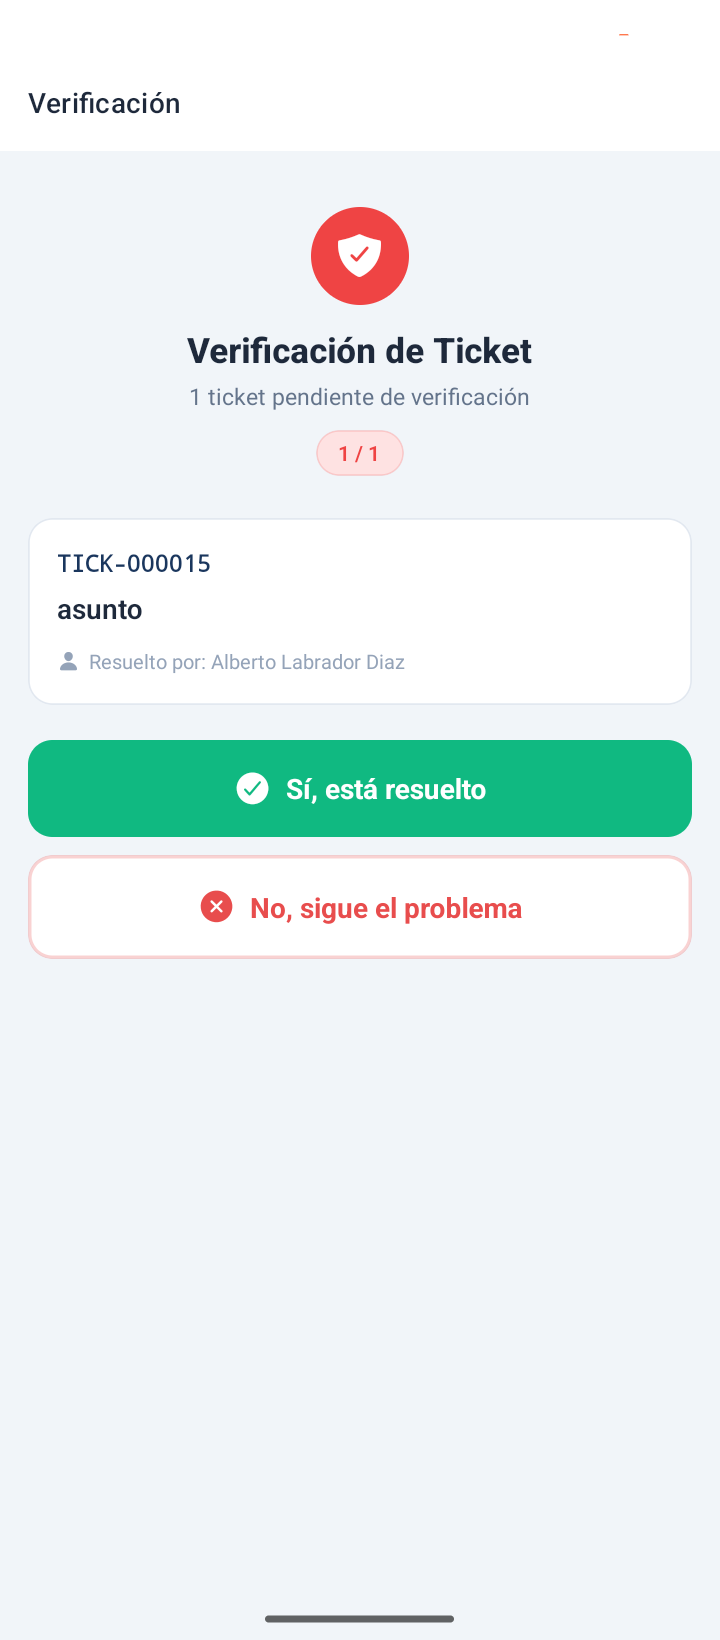 Verificación
Verificación de Ticket
1 ticket pendiente de verificación
1 / 1
TICK-000015
asunto
Resuelto por: Alberto Labrador Diaz
Sí, está resuelto
No, sigue el problema